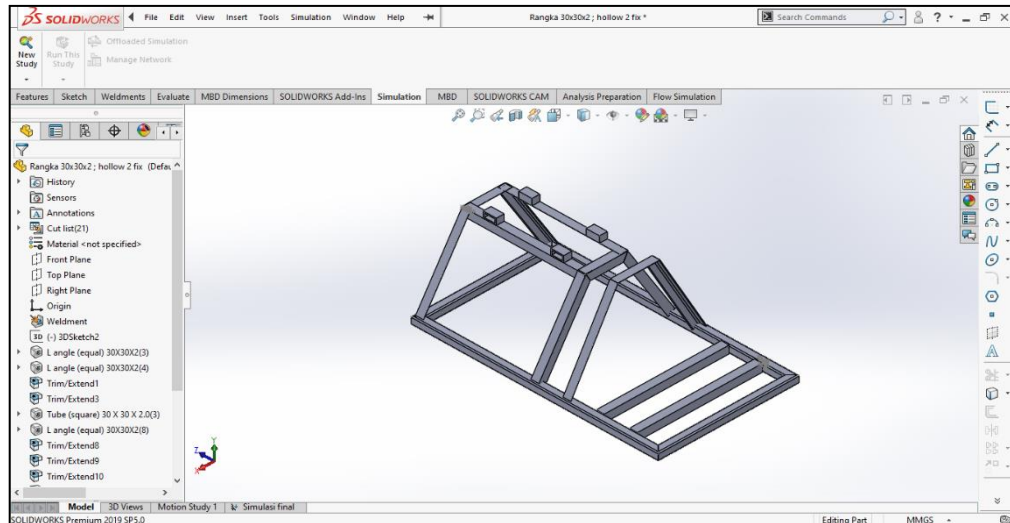 SOLIDWORKS File Edit View Insert Tools Simulation Window Help Rangka 30x30x2 ; hollow 2 fix * Search Commands
New Study
Run This Study
Offloaded Simulation
Manage Network
Features Sketch Weldments Evaluate MBD Dimensions SOLIDWORKS Add-Ins Simulation MBD SOLIDWORKS CAM Analysis Preparation Flow Simulation
Rangka 30x30x2 ; hollow 2 fix (Defau
History
Sensors
Annotations
Cut list(21)
Material <not specified>
Front Plane
Top Plane
Right Plane
Origin
Weldment
(-) 3DSketch2
L angle (equal) 30X30X2(3)
L angle (equal) 30X30X2(4)
Trim/Extend1
Trim/Extend3
Tube (square) 30 X 30 X 2.0(3)
L angle (equal) 30X30X2(8)
Trim/Extend8
Trim/Extend9
Trim/Extend10
Y
Z
X
Model 3D Views Motion Study 1 Simulasi final
SOLIDWORKS Premium 2019 SP5.0 Editing Part MMGS